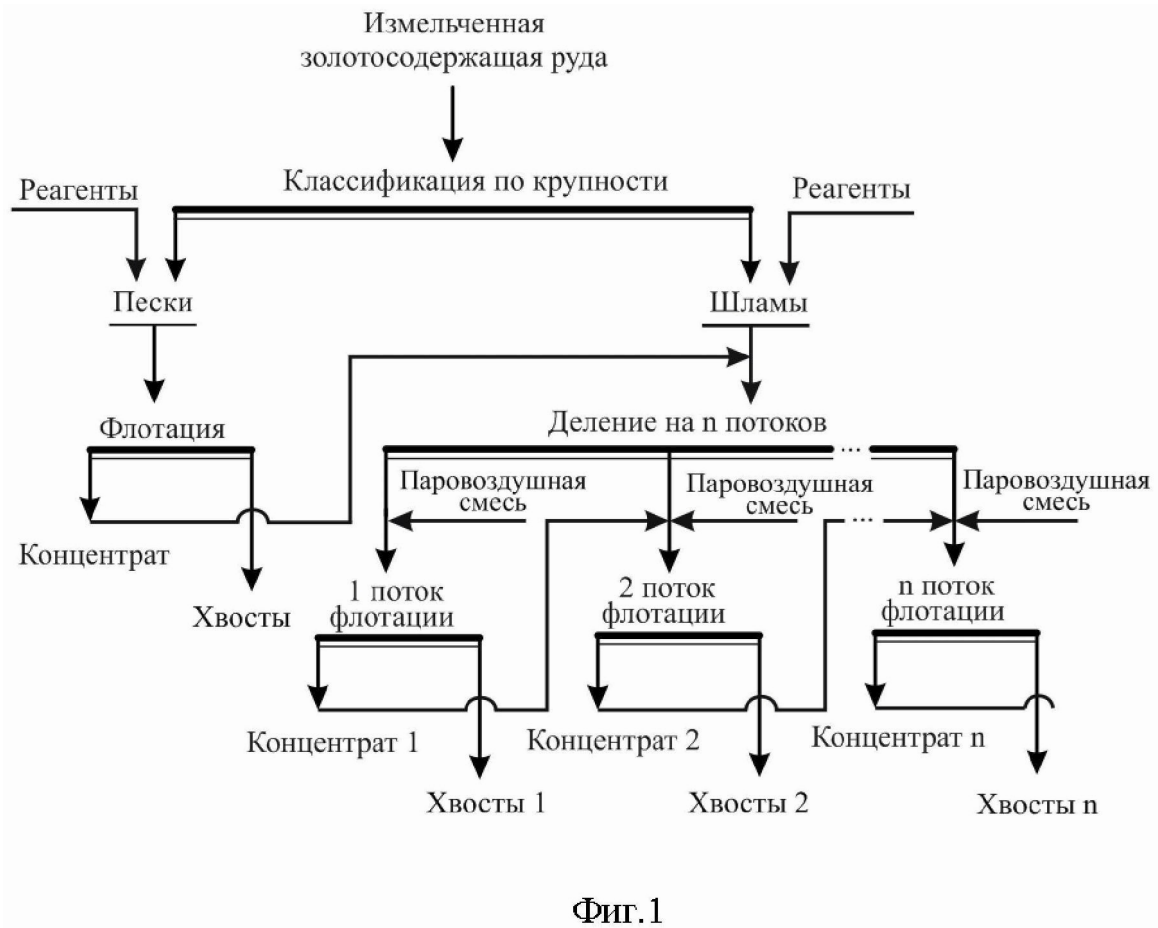 Измельченная
золотосодержащая руда
Реагенты
Классификация по крупности
Реагенты
Пески
Шламы
Флотация
Деление на n потоков
...
Паровоздушная
смесь
Паровоздушная
смесь
...
Паровоздушная
смесь
Концентрат
Хвосты
1 поток
флотации
2 поток
флотации
n поток
флотации
Концентрат 1
Концентрат 2
Концентрат n
Хвосты 1
Хвосты 2
Хвосты n
Фиг.1